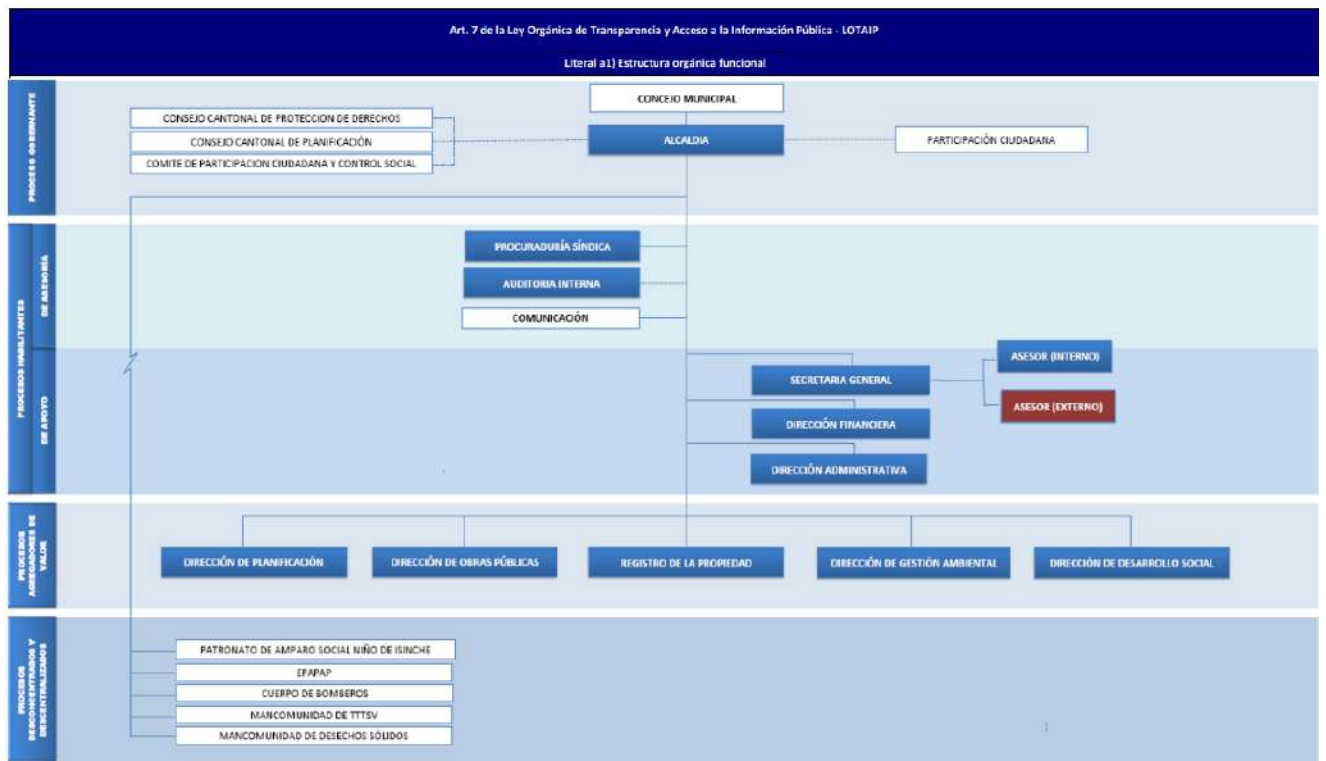 Art. 7 de la Ley Orgánica de Transparencia y Acceso a la Información Pública - LOTAIP
Literal a1) Estructura orgánica funcional
PROCESO GOBERNANTE
CONCEJO MUNICIPAL
CONSEJO CANTONAL DE PROTECCION DE DERECHOS
CONSEJO CANTONAL DE PLANIFICACIÓN
COMITE DE PARTICIPACION CIUDADANA Y CONTROL SOCIAL
ALCALDIA
PARTICIPACIÓN CIUDADANA
PROCESOS HABILITANTES
DE ASESORÍA
PROCURADURÍA SÍNDICA
AUDITORIA INTERNA
COMUNICACIÓN
DE APOYO
SECRETARIA GENERAL
ASESOR (INTERNO)
ASESOR (EXTERNO)
DIRECCIÓN FINANCIERA
DIRECCIÓN ADMINISTRATIVA
PROCESOS
AGREGADORES DE
VALOR
DIRECCIÓN DE PLANIFICACIÓN
DIRECCIÓN DE OBRAS PÚBLICAS
REGISTRO DE LA PROPIEDAD
DIRECCIÓN DE GESTIÓN AMBIENTAL
DIRECCIÓN DE DESARROLLO SOCIAL
PROCESOS
DESCONCENTRADOS Y
DESCENTRALIZADOS
PATRONATO DE AMPARO SOCIAL NIÑO DE ISINCHE
EPAPAP
CUERPO DE BOMBEROS
MANCOMUNIDAD DE TTTSV
MANCOMUNIDAD DE DESECHOS SÓLIDOS